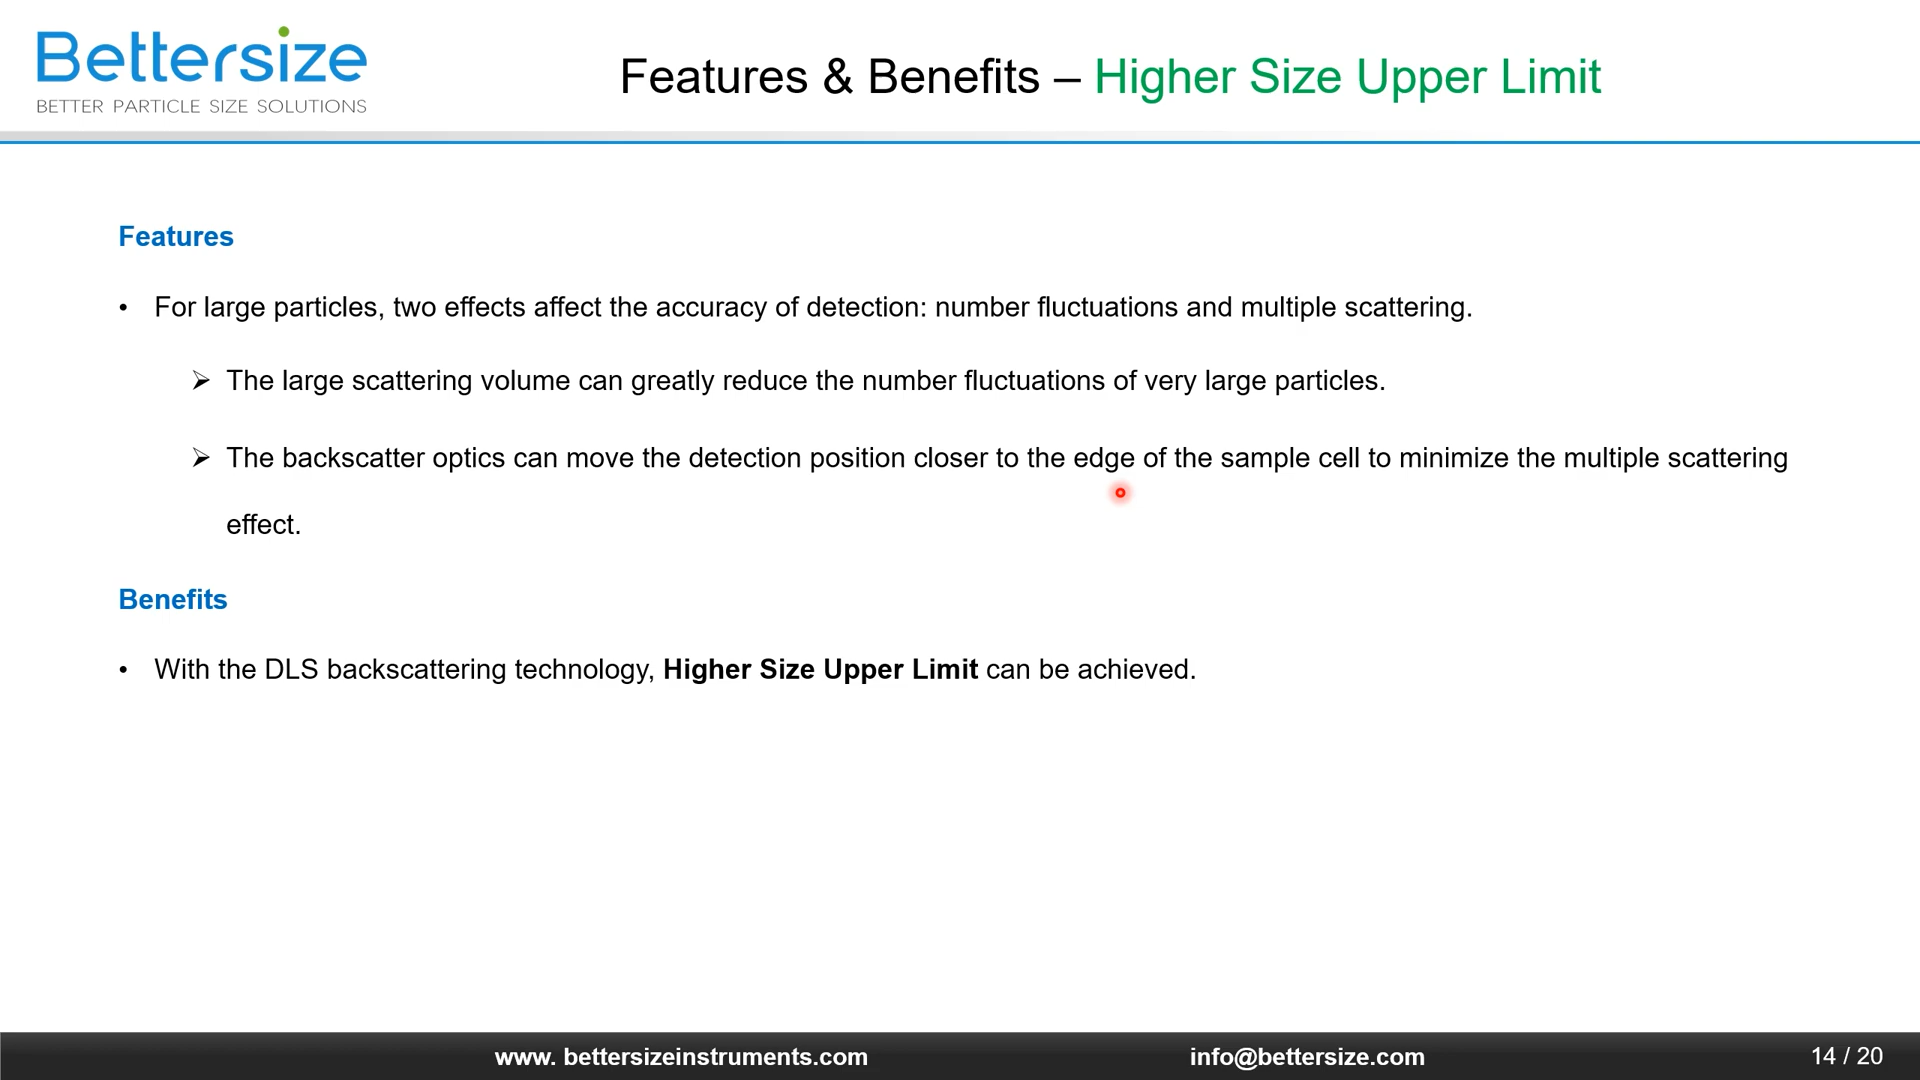 Bettersize
BETTER PARTICLE SIZE SOLUTIONS
Features & Benefits – Higher Size Upper Limit
Features
• For large particles, two effects affect the accuracy of detection: number fluctuations and multiple scattering.
➢ The large scattering volume can greatly reduce the number fluctuations of very large particles.
➢ The backscatter optics can move the detection position closer to the edge of the sample cell to minimize the multiple scattering
effect.
Benefits
• With the DLS backscattering technology, Higher Size Upper Limit can be achieved.
www. bettersizeinstruments.com info@bettersize.com 14 / 20